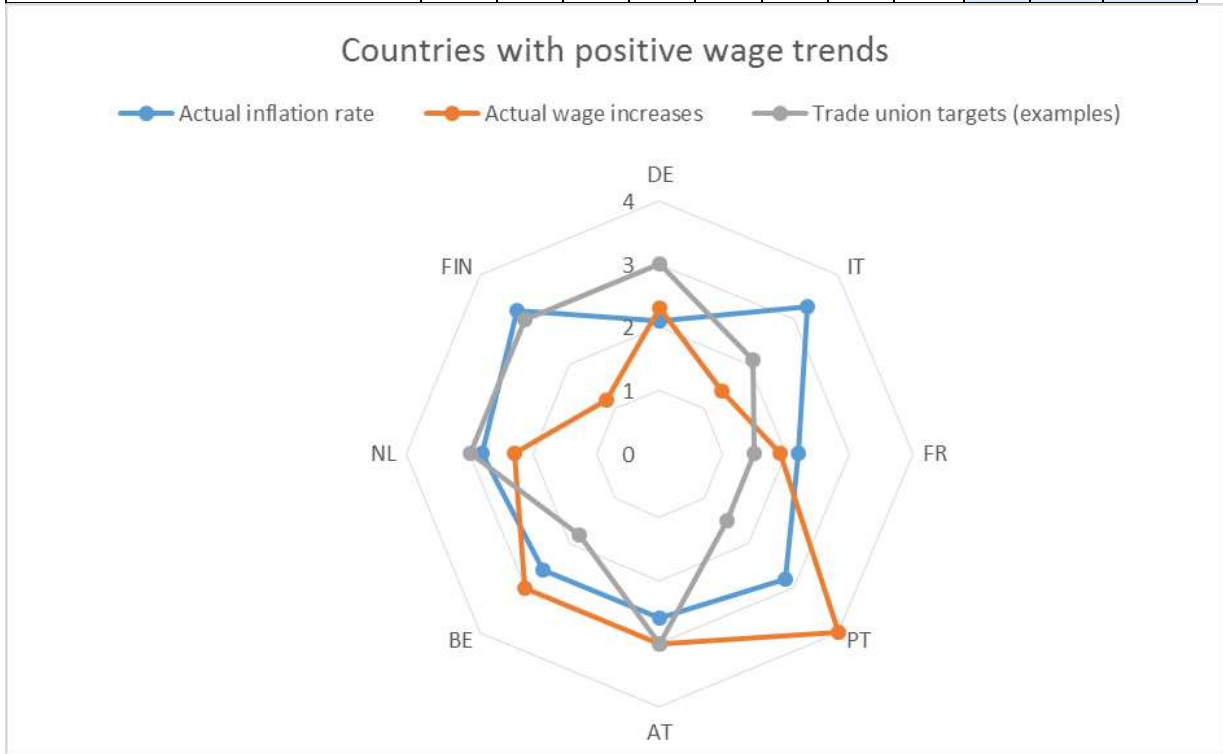 Countries with positive wage trends
Actual inflation rate Actual wage increases Trade union targets (examples)
DE
4
FIN IT
3
2
1
NL 0 FR
BE PT
AT